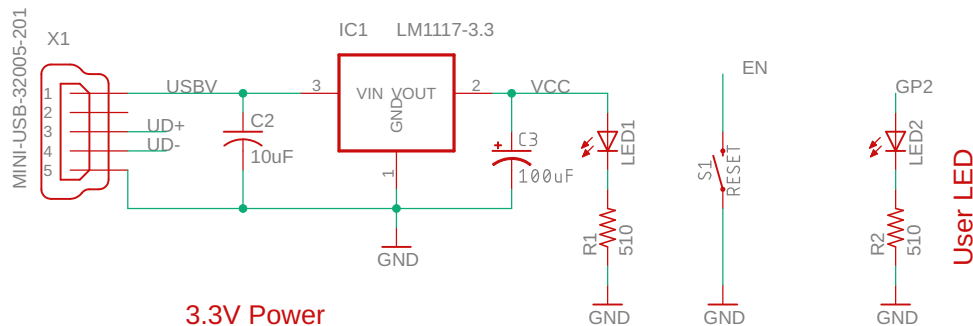 MINI-USB-32005-201
X1
1
2
3
4
5
USBV
UD+
UD-
C2
10uF
IC1 LM1117-3.3
3
VIN VOUT
GND
2
1
VCC
C3
100uF
GND
3.3V Power
LED1
R1
510
GND
EN
S1
RESET
GND
GP2
LED2
R2
510
GND
User LED